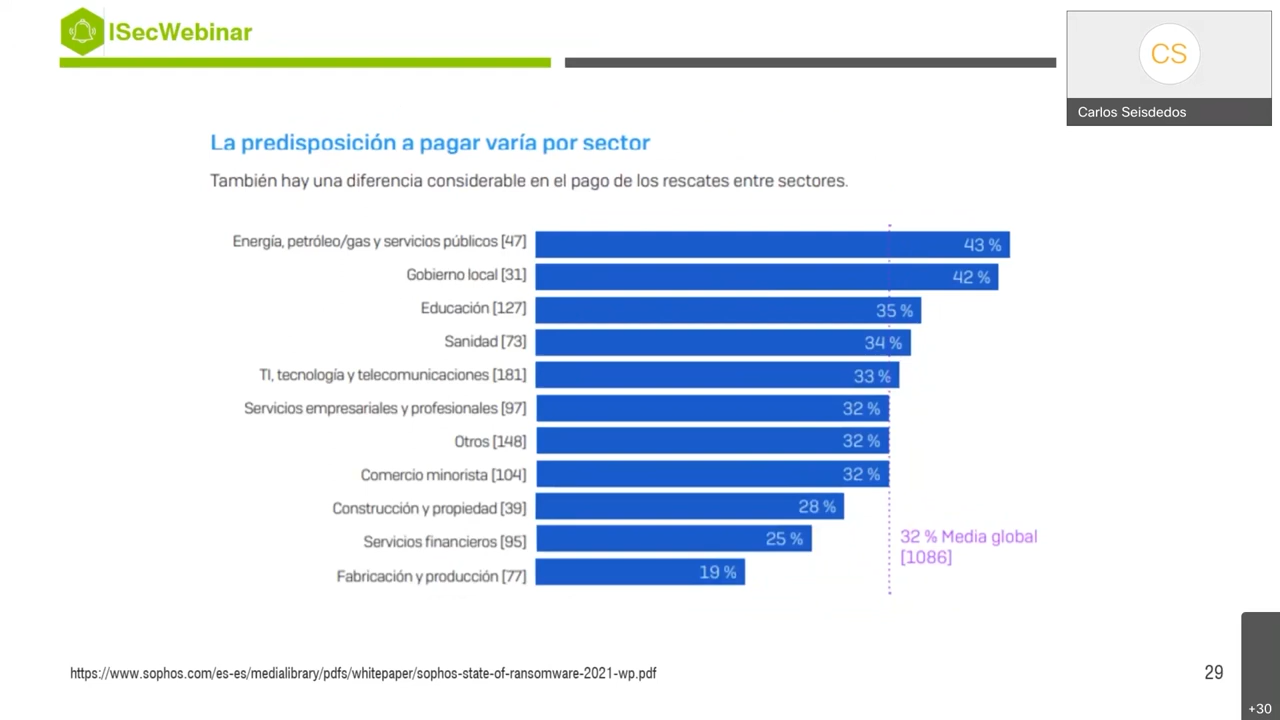 ISecWebinar
CS
Carlos Seisdedos
La predisposición a pagar varía por sector
También hay una diferencia considerable en el pago de los rescates entre sectores.
Energía, petróleo/gas y servicios públicos [47] 43 %
Gobierno local [31] 42 %
Educación [127] 35 %
Sanidad [73] 34 %
TI, tecnología y telecomunicaciones [181] 33 %
Servicios empresariales y profesionales [97] 32 %
Otros [148] 32 %
Comercio minorista [104] 32 %
Construcción y propiedad [39] 28 %
Servicios financieros [95] 25 %
Fabricación y producción [77] 19 %
32 % Media global
[1086]
https://www.sophos.com/es-es/medialibrary/pdfs/whitepaper/sophos-state-of-ransomware-2021-wp.pdf
29
+30